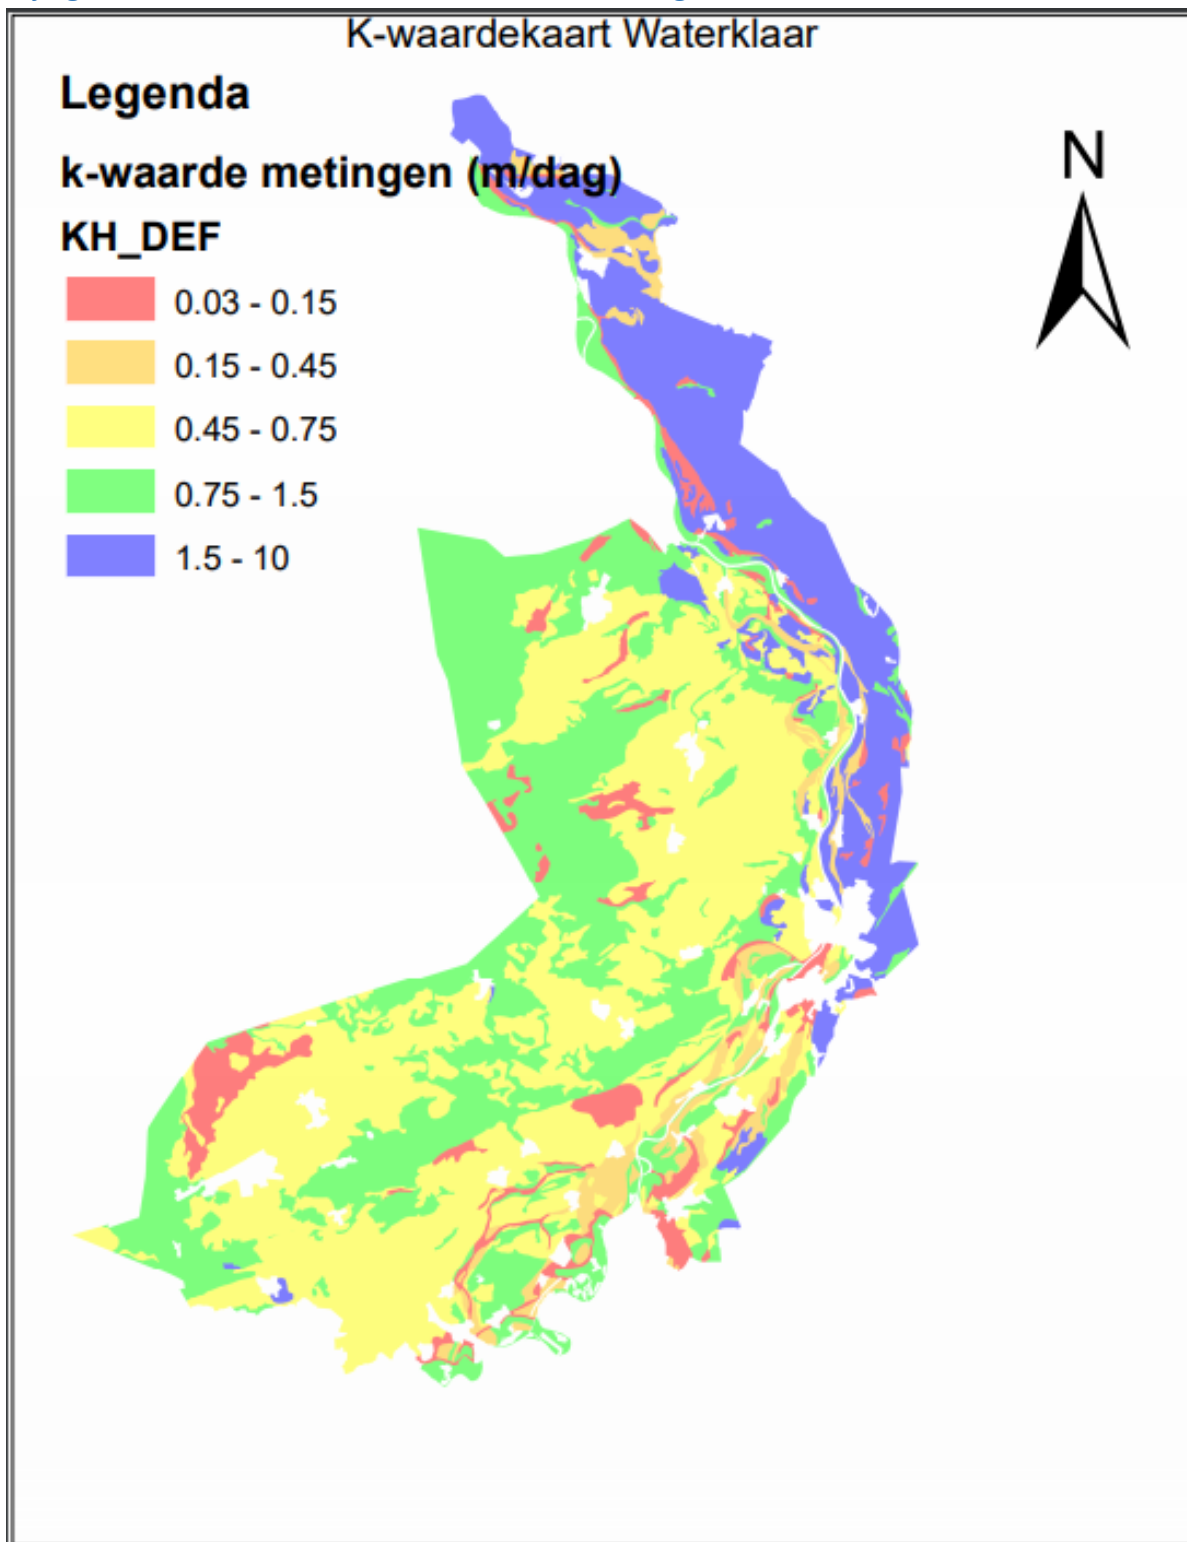 K-waardekaart Waterklaar
Legenda
k-waarde metingen (m/dag)
KH_DEF
0.03 - 0.15
0.15 - 0.45
0.45 - 0.75
0.75 - 1.5
1.5 - 10
N